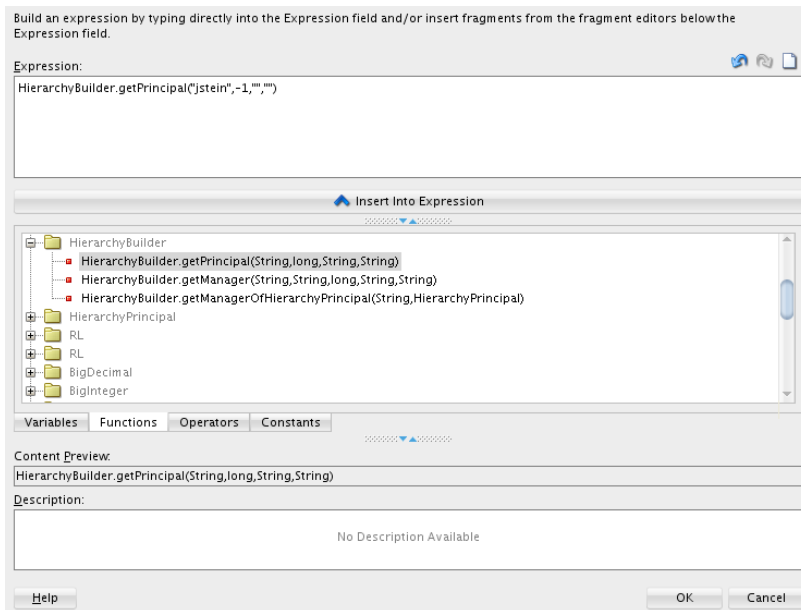 Build an expression by typing directly into the Expression field and/or insert fragments from the fragment editors below the
Expression field.
Expression:
HierarchyBuilder.getPrincipal("jstein",-1,"","")
Insert Into Expression
HierarchyBuilder
HierarchyBuilder.getPrincipal(String,long,String,String)
HierarchyBuilder.getManager(String,String,long,String,String)
HierarchyBuilder.getManagerOfHierarchyPrincipal(String,HierarchyPrincipal)
HierarchyPrincipal
RL
RL
BigDecimal
BigInteger
Variables Functions Operators Constants
Content Preview:
HierarchyBuilder.getPrincipal(String,long,String,String)
Description:
No Description Available
Help OK Cancel